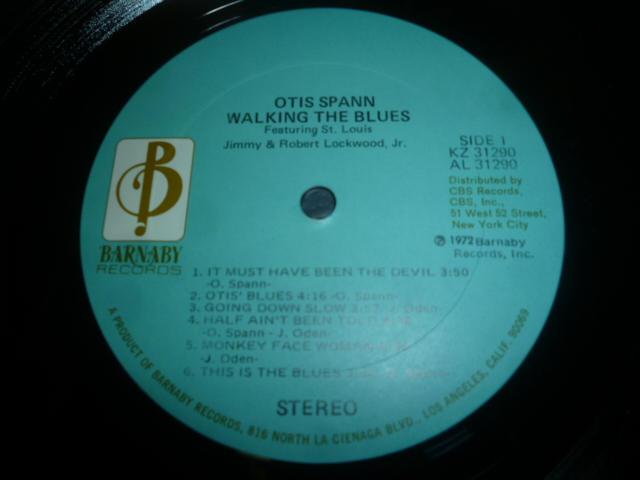 OTIS SPANN
WALKING THE BLUES
Featuring St. Louis
Jimmy & Robert Lockwood, Jr.
SIDE 1
KZ 31290
AL 31290
Distributed by
CBS Records,
CBS, Inc.,
51 West 52 Street,
New York City
℗ 1972 Barnaby
Records, Inc.
B
BARNABY
RECORDS
1. IT MUST HAVE BEEN THE DEVIL 3:50
-O. Spann-
2. OTIS' BLUES 4:16 -O. Spann-
3. GOING DOWN SLOW 3:57 -J. Oden-
4. HALF AIN'T BEEN TOLD
-O. Spann - J. Oden-
5. MONKEY FACE WOMAN
-J. Oden-
6. THIS IS THE BLUES
STEREO
A PRODUCT OF BARNABY RECORDS, 816 NORTH LA CIENAGA BLVD., LOS ANGELES, CALIF. 90069